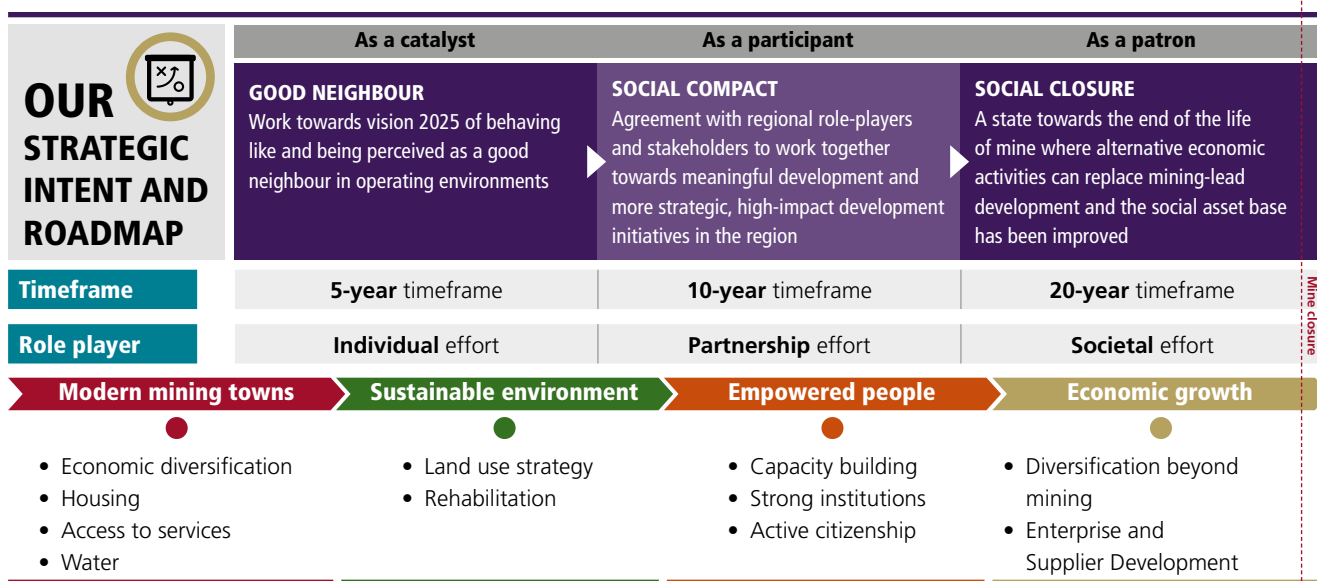 OUR
STRATEGIC
INTENT AND
ROADMAP
As a catalyst
As a participant
As a patron
GOOD NEIGHBOUR
Work towards vision 2025 of behaving
like and being perceived as a good
neighbour in operating environments
SOCIAL COMPACT
Agreement with regional role-players
and stakeholders to work together
towards meaningful development and
more strategic, high-impact development
initiatives in the region
SOCIAL CLOSURE
A state towards the end of the life
of mine where alternative economic
activities can replace mining-lead
development and the social asset base
has been improved
Timeframe
5-year timeframe
10-year timeframe
20-year timeframe
Role player
Individual effort
Partnership effort
Societal effort
Mine closure
Modern mining towns
Sustainable environment
Empowered people
Economic growth
• Economic diversification
• Housing
• Access to services
• Water
• Land use strategy
• Rehabilitation
• Capacity building
• Strong institutions
• Active citizenship
• Diversification beyond
mining
• Enterprise and
Supplier Development